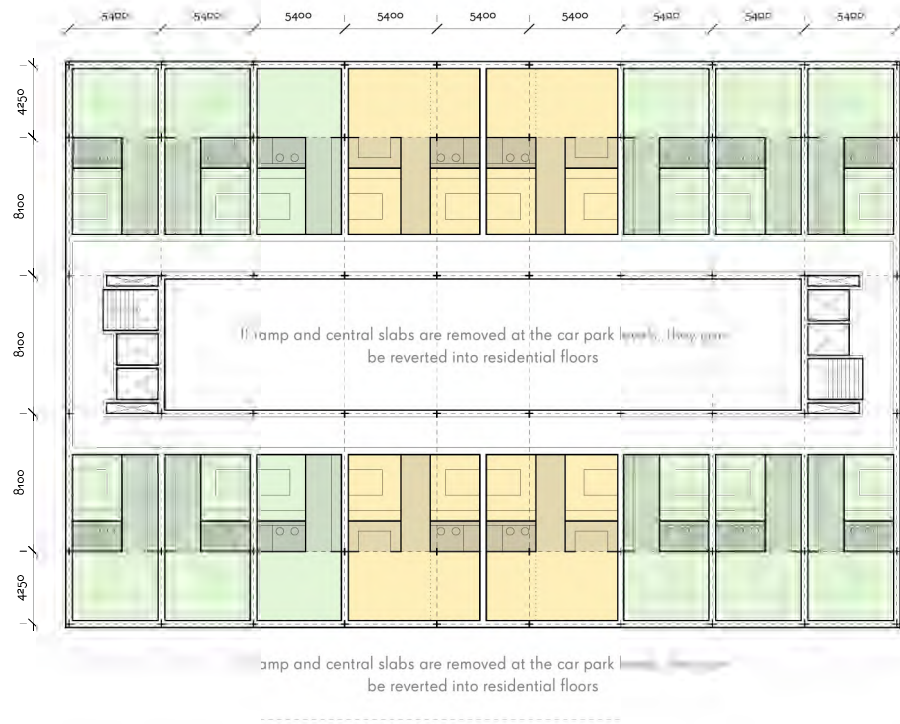 5400 5400 5400 5400 5400 5400 5400 5400 5400
4250
8100
8100
8100
4250
ramp and central slabs are removed at the car park
be reverted into residential floors
amp and central slabs are removed at the car park
be reverted into residential floors